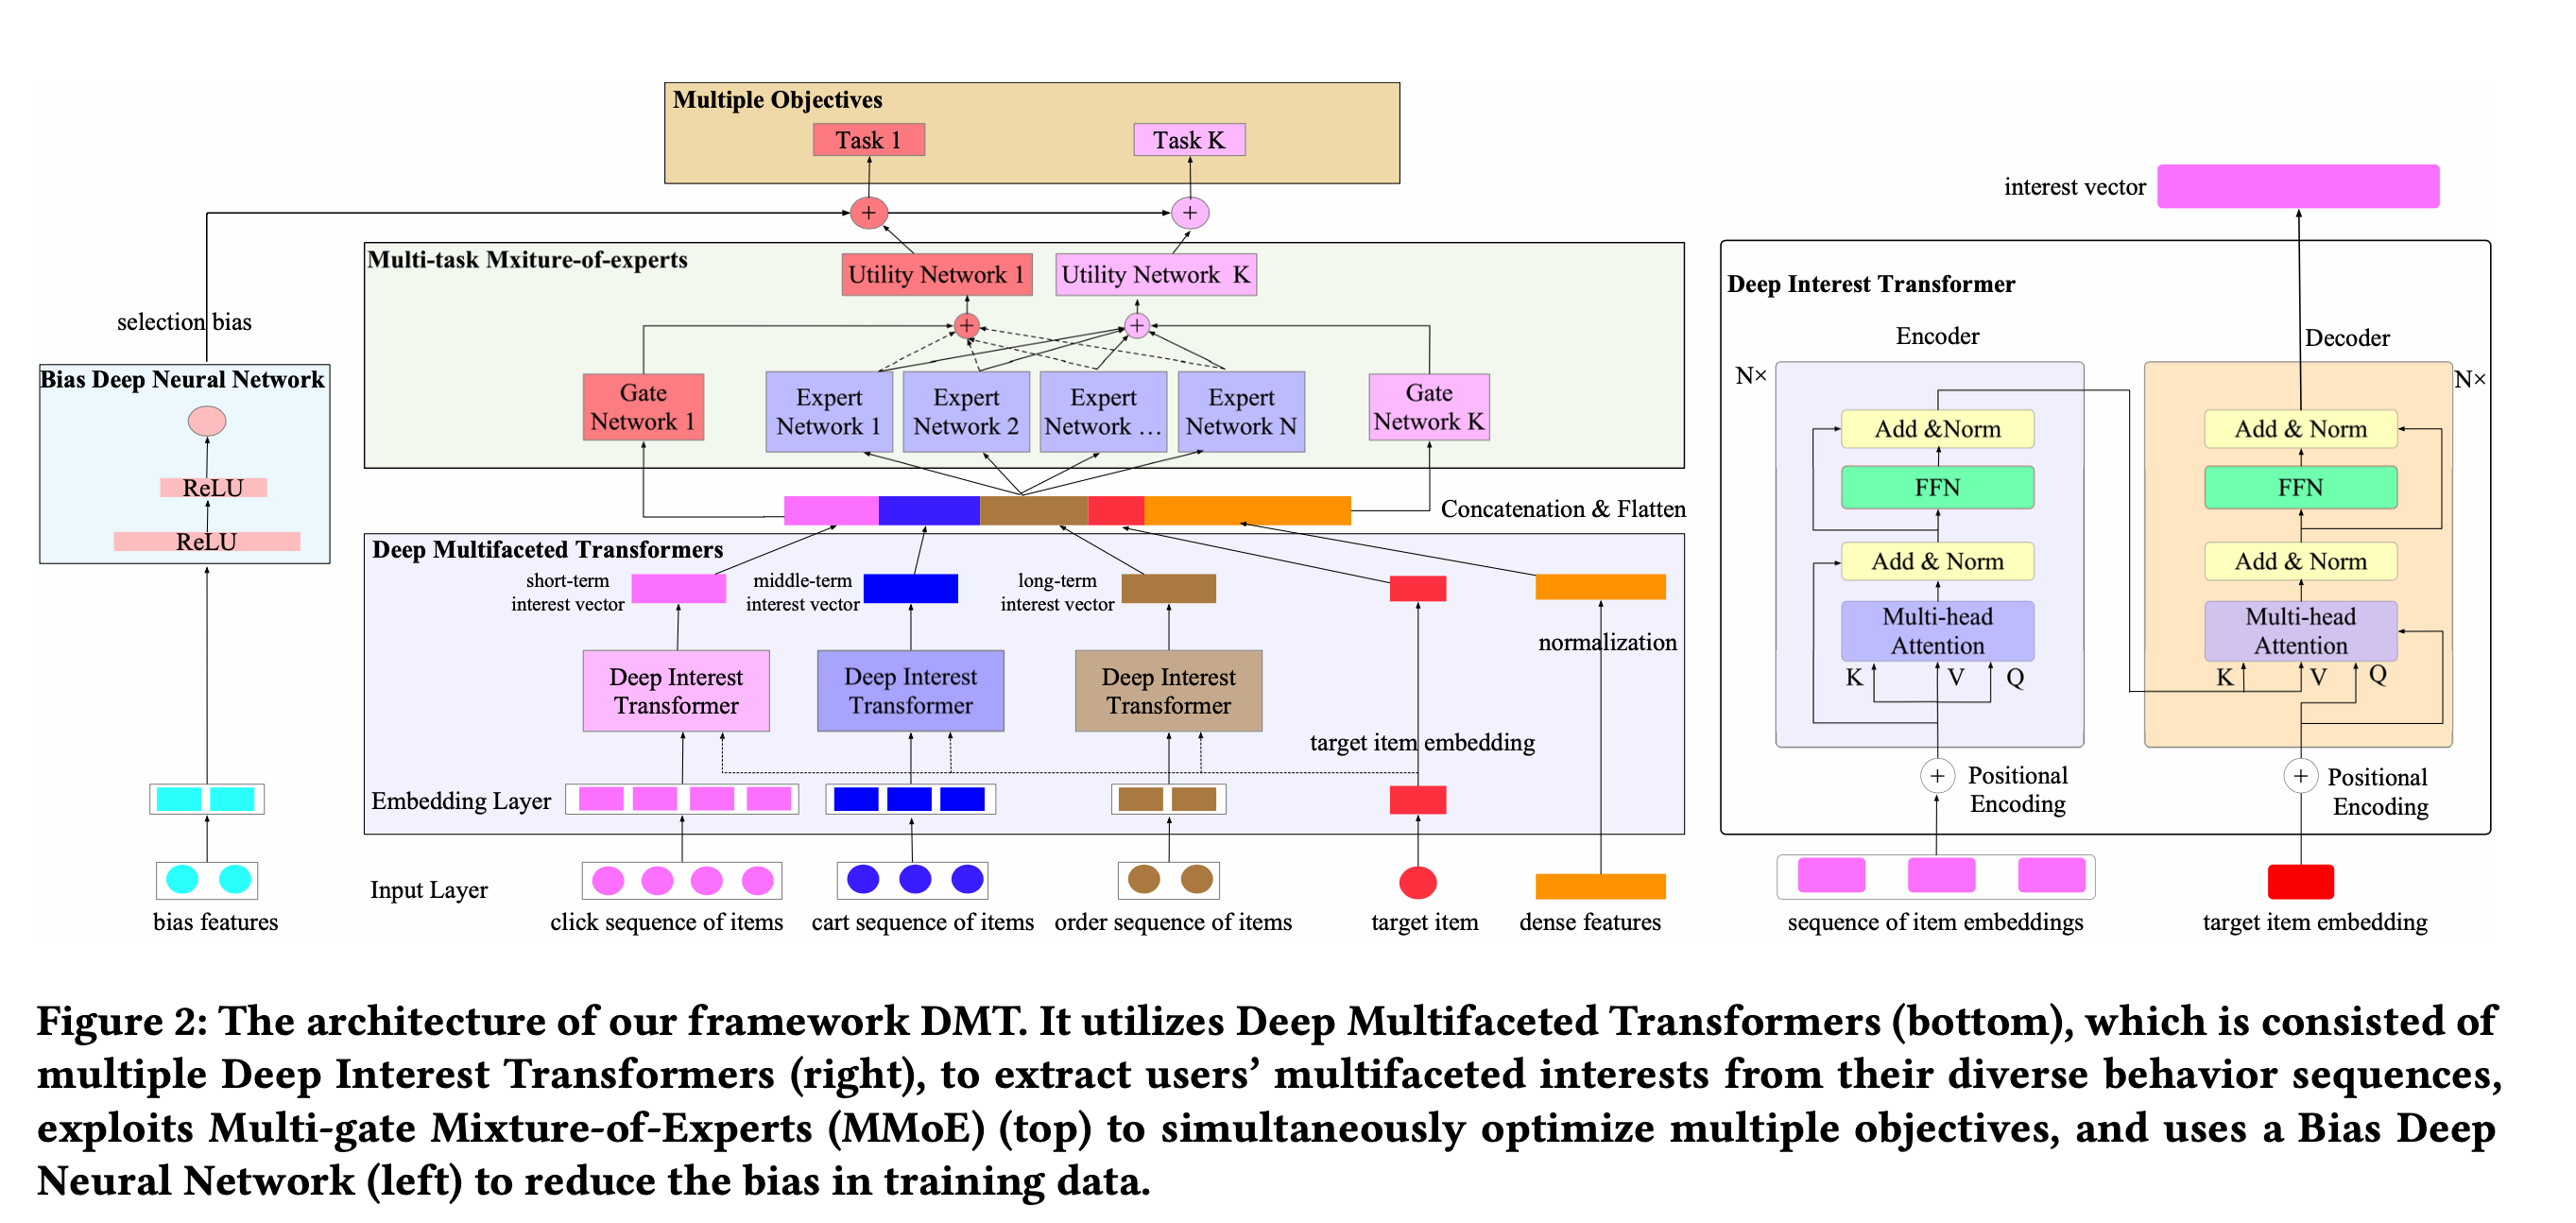 Multiple Objectives
Task 1
Task K
+
+
Multi-task Mxiture-of-experts
Utility Network 1
Utility Network K
+
+
Gate
Network 1
Expert
Network 1
Expert
Network 2
Expert
Network …
Expert
Network N
Gate
Network K
selection bias
Bias Deep Neural Network
ReLU
ReLU
bias features
Concatenation & Flatten
Deep Multifaceted Transformers
short-term
interest vector
middle-term
interest vector
long-term
interest vector
normalization
Deep Interest
Transformer
Deep Interest
Transformer
Deep Interest
Transformer
target item embedding
Embedding Layer
Input Layer
click sequence of items
cart sequence of items
order sequence of items
target item
dense features
interest vector
Deep Interest Transformer
Encoder
N×
Add &Norm
FFN
Add & Norm
Multi-head
Attention
K
V
Q
+
Positional
Encoding
sequence of item embeddings
Decoder
N×
Add & Norm
FFN
Add & Norm
Multi-head
Attention
K
V
Q
+
Positional
Encoding
target item embedding
Figure 2: The architecture of our framework DMT. It utilizes Deep Multifaceted Transformers (bottom), which is consisted of
multiple Deep Interest Transformers (right), to extract users’ multifaceted interests from their diverse behavior sequences,
exploits Multi-gate Mixture-of-Experts (MMoE) (top) to simultaneously optimize multiple objectives, and uses a Bias Deep
Neural Network (left) to reduce the bias in training data.